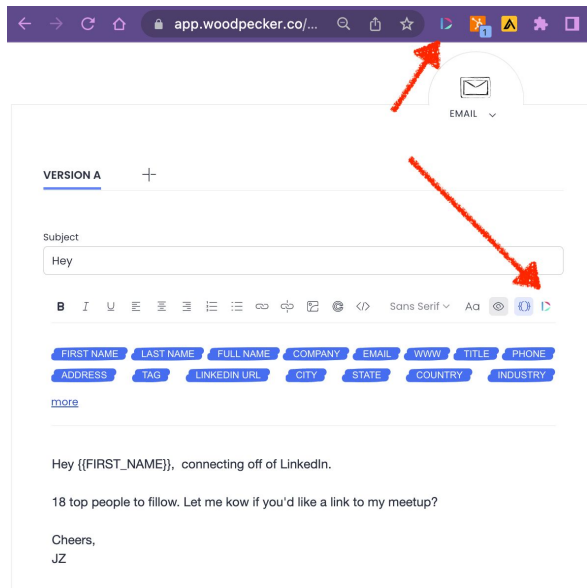 app.woodpecker.co/...
1
EMAIL
VERSION A
Subject
Hey
B I U Sans Serif Aa
FIRST NAME LAST NAME FULL NAME COMPANY EMAIL WWW TITLE PHONE
ADDRESS TAG LINKEDIN URL CITY STATE COUNTRY INDUSTRY
more
Hey {{FIRST_NAME}}, connecting off of LinkedIn.
18 top people to fillow. Let me kow if you'd like a link to my meetup?
Cheers,
JZ